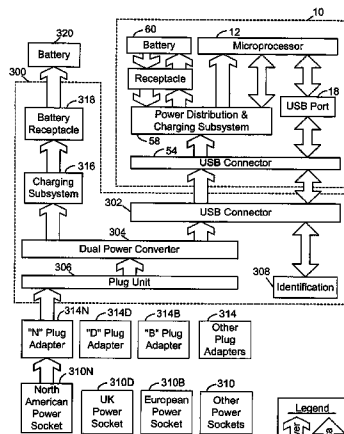 10
320
60
12
Battery
Battery
Microprocessor
300
18
Receptacle
318
USB Port
Battery
Receptacle
Power Distribution &
Charging Subsystem
316
58
54
Charging
Subsystem
USB Connector
302
USB Connector
304
Dual Power Converter
306
308
Plug Unit
Identification
314N
314D
314B
314
"N" Plug
Adapter
"D" Plug
Adapter
"B" Plug
Adapter
Other
Plug
Adapters
310N
310D
310B
310
North
American
Power
Socket
UK
Power
Socket
European
Power
Socket
Other
Power
Sockets
Legend